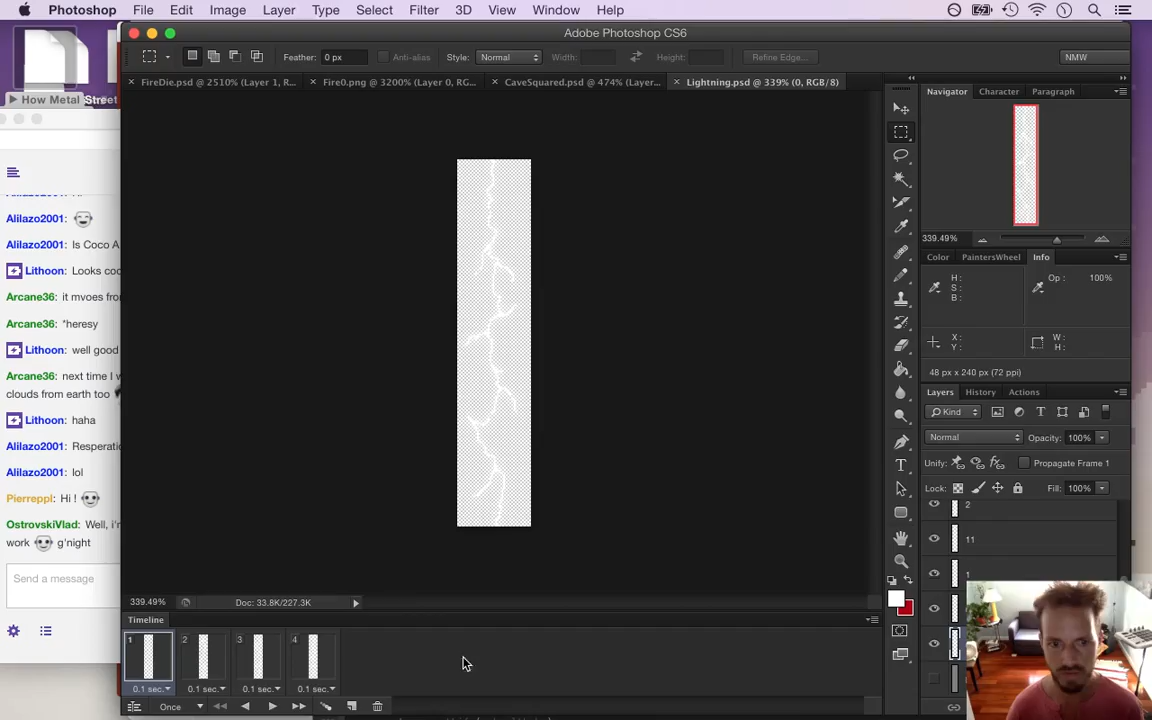 Photoshop File Edit Image Layer Type Select Filter 3D View Window Help
Adobe Photoshop CS6
Feather: 0 px Anti-alias Style: Normal Width: Height: Refine Edge... NMW
FireDie.psd @ 2510% (Layer 1, R... Fire0.png @ 3200% (Layer 0, RG... CaveSquared.psd @ 474% (Layer... Lightning.psd @ 339% (0, RGB/8)
Navigator Character Paragraph
How Metal Street
339.49%
Color PaintersWheel Info
H: Op: 100%
S:
B:
X: W:
Y: H:
48 px x 240 px (72 ppi)
Layers History Actions
Kind
Normal Opacity: 100%
Unify: Propagate Frame 1
Lock: Fill: 100%
2
11
1
Alilazo2001:
Alilazo2001: Is Coco A
Lithoon: Looks coo
Arcane36: it mvoes fro
Arcane36: *heresy
Lithoon: well good
Arcane36: next time I w
clouds from earth too
Lithoon: haha
Alilazo2001: Resperati
Alilazo2001: lol
Pierreppl: Hi !
OstrovskiVlad: Well, i'm
work g'night
Send a message
339.49% Doc: 33.8K/227.3K
Timeline
1 2 3 4
0.1 sec. 0.1 sec. 0.1 sec. 0.1 sec.
Once